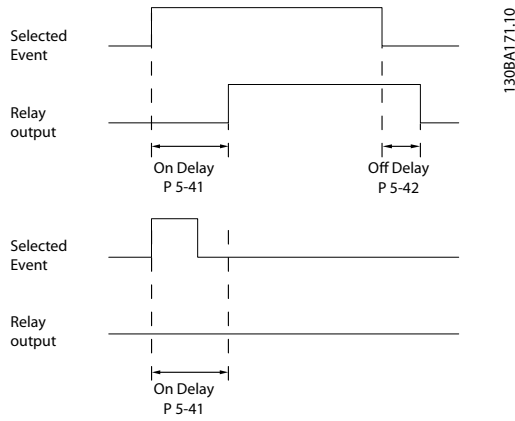 Selected
Event
130BA171.10
Relay
output
On Delay
P 5-41
Off Delay
P 5-42
Selected
Event
Relay
output
On Delay
P 5-41